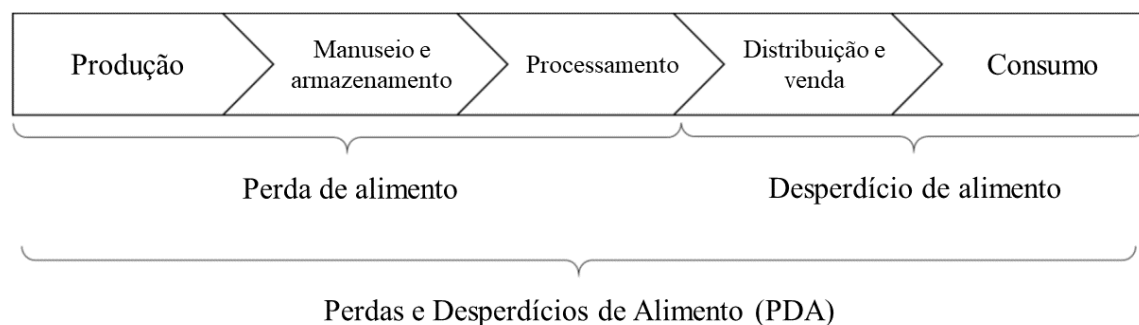 Produção
Manuseio e
armazenamento
Processamento
Distribuição e
venda
Consumo
Perda de alimento
Desperdício de alimento
Perdas e Desperdícios de Alimento (PDA)